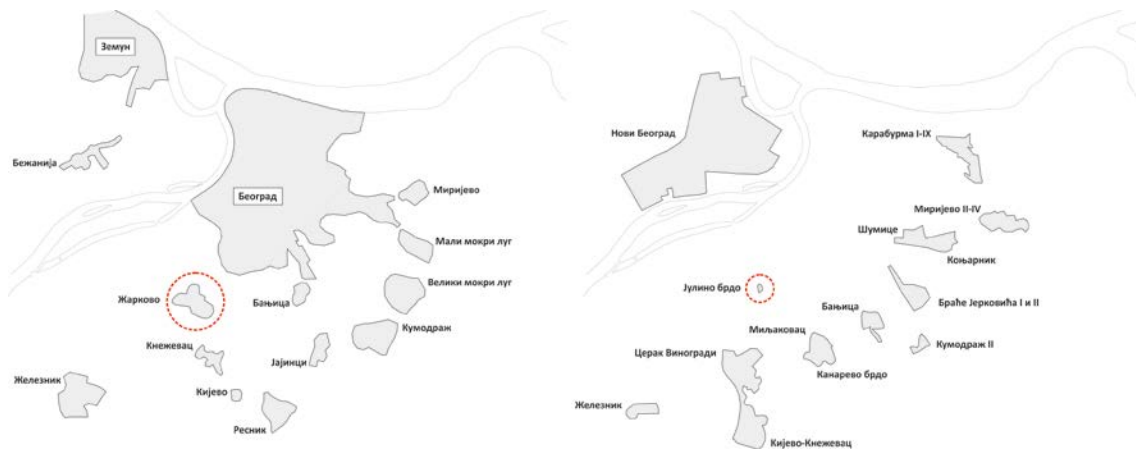 Земун
Бежанија
Београд
Миријево
Мали мокри луг
Велики мокри луг
Жарково
Бањица
Кумодраж
Кнежевац
Јајинци
Железник
Кијево
Ресник
Нови Београд
Карабурма I-IX
Миријево II-IV
Шумице
Коњарник
Јулино брдо
Браће Јерковића I и II
Бањица
Миљаковац
Кумодраж II
Церак Виногради
Канарево брдо
Железник
Кијево-Кнежевац